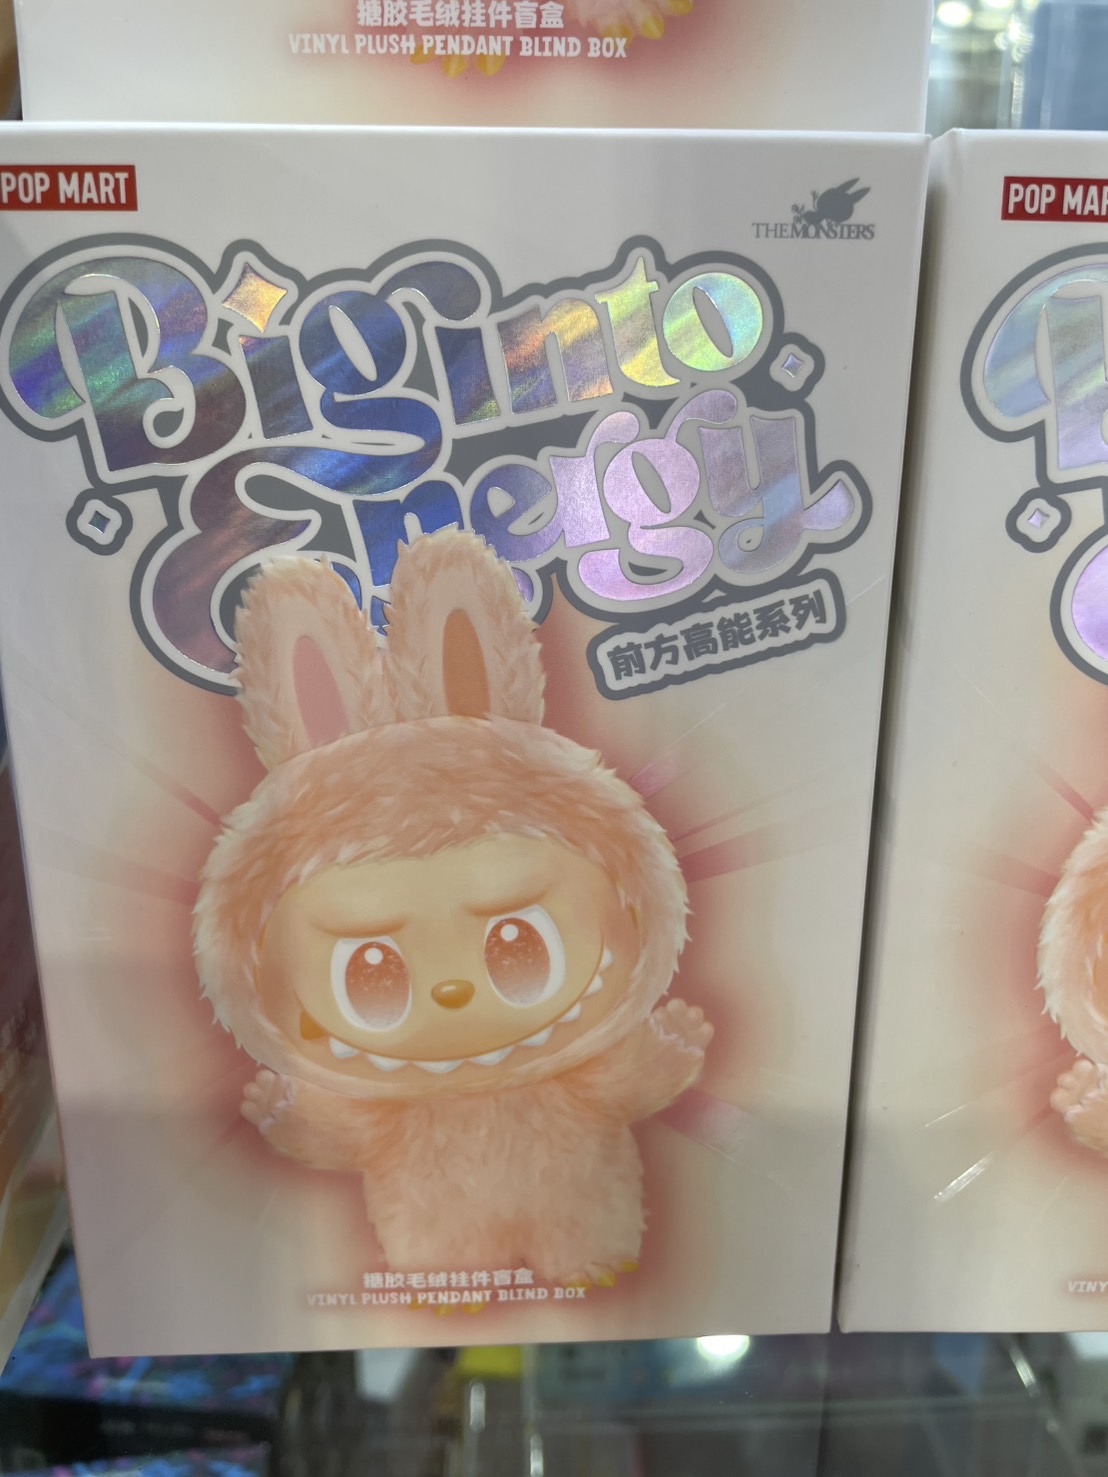 搪胶毛绒挂件盲盒
VINYL PLUSH PENDANT BLIND BOX
POP MART
THE MONSTERS
Big into
Energy
前方高能系列
搪胶毛绒挂件盲盒
VINYL PLUSH PENDANT BLIND BOX
POP MAR
VINY